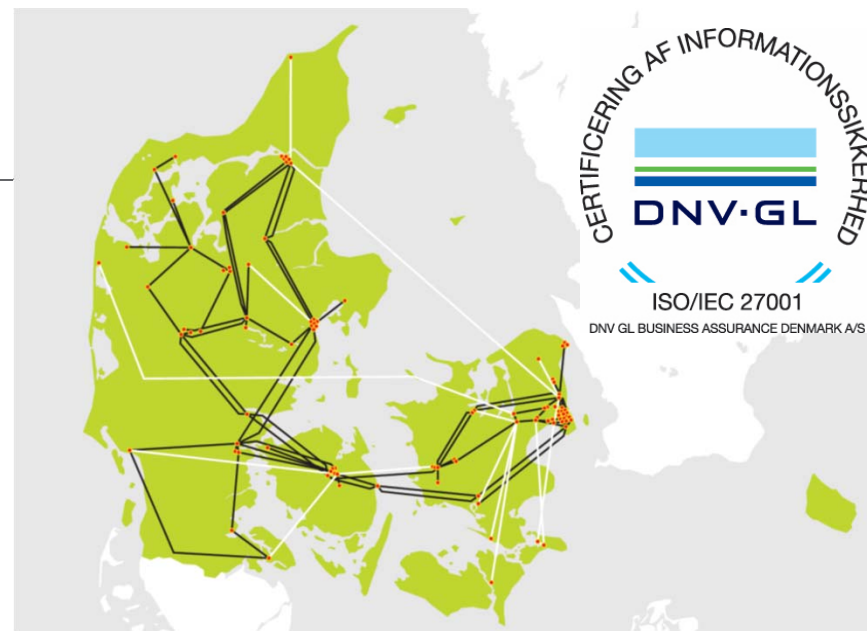 CERTIFICERING AF INFORMATIONSSIKKERHED
DNV·GL
ISO/IEC 27001
DNV GL BUSINESS ASSURANCE DENMARK A/S